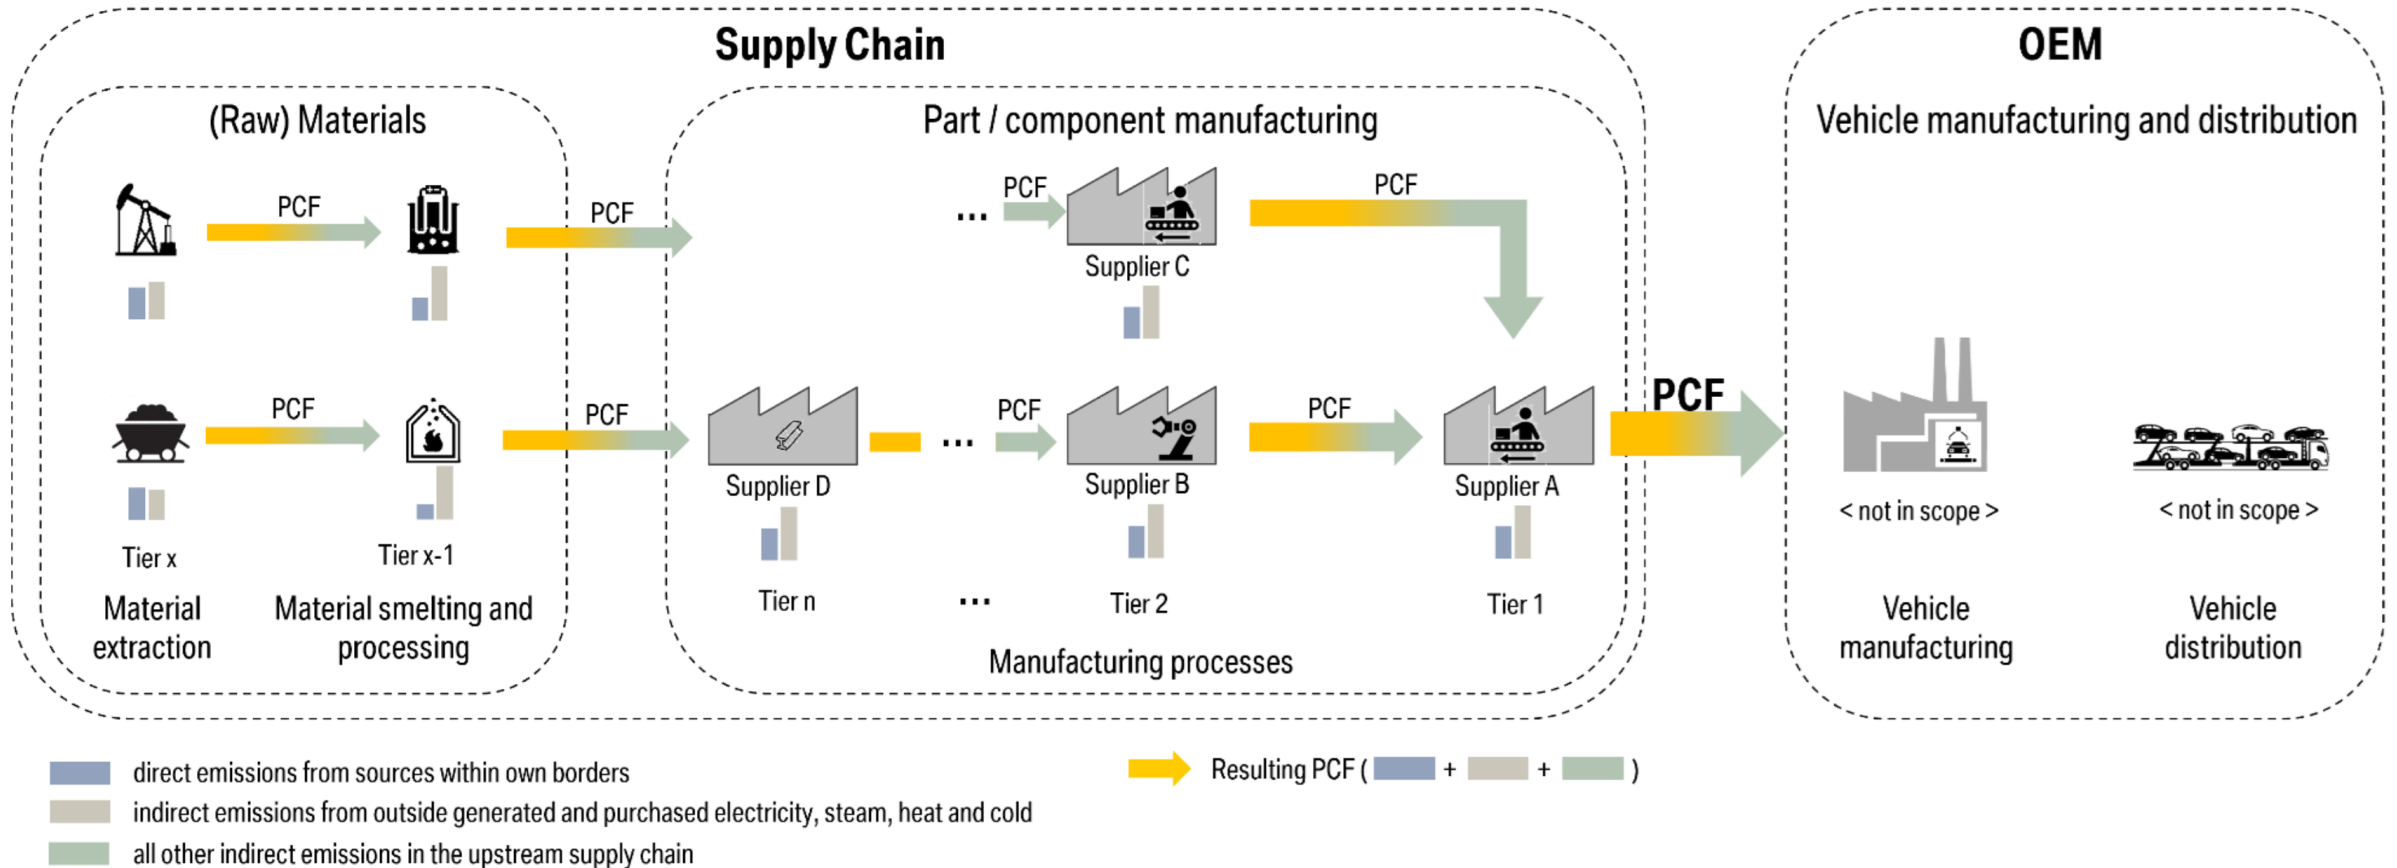 Supply Chain
OEM
(Raw) Materials
Part / component manufacturing
Vehicle manufacturing and distribution
PCF
PCF
...
PCF
Supplier C
PCF
PCF
PCF
Supplier D
...
PCF
Supplier B
PCF
Supplier A
PCF
< not in scope >
< not in scope >
Tier x
Tier x-1
Tier n
...
Tier 2
Tier 1
Material
extraction
Material smelting and
processing
Manufacturing processes
Vehicle
manufacturing
Vehicle
distribution
direct emissions from sources within own borders
indirect emissions from outside generated and purchased electricity, steam, heat and cold
all other indirect emissions in the upstream supply chain
Resulting PCF ( + + )